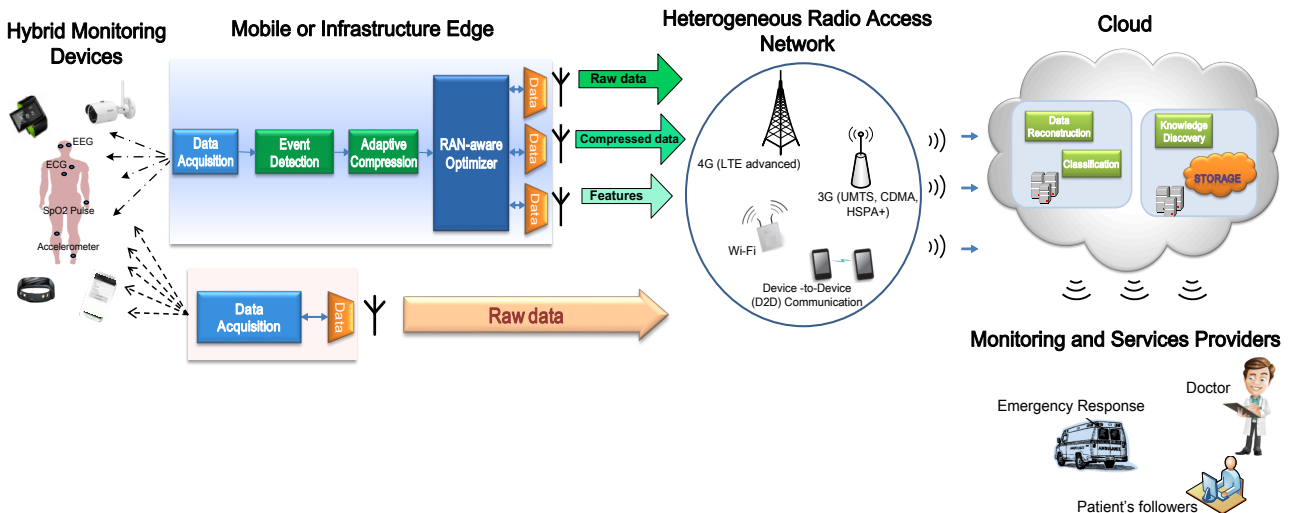 Hybrid Monitoring
Devices
EEG
ECG
SpO2 Pulse
Accelerometer
Mobile or Infrastructure Edge
Data
Acquisition
Event
Detection
Adaptive
Compression
RAN-aware
Optimizer
Data
Data
Data
Raw data
Compressed data
Features
Data
Acquisition
Data
Raw data
Heterogeneous Radio Access
Network
4G (LTE advanced)
3G (UMTS, CDMA,
HSPA+)
Wi-Fi
Device -to-Device
(D2D) Communication
Cloud
Data
Reconstruction
Classification
Knowledge
Discovery
STORAGE
Monitoring and Services Providers
Doctor
Emergency Response
AMBULANCE
Patient's followers